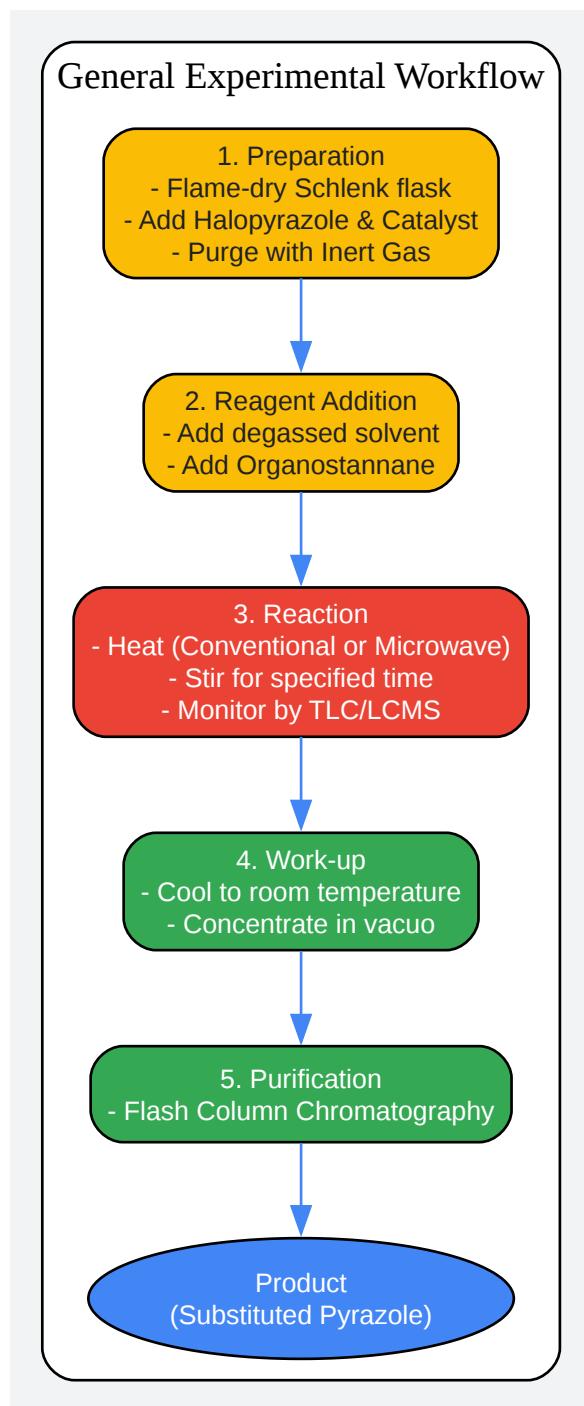 General Experimental Workflow
1. Preparation
- Flame-dry Schlenk flask
- Add Halopyrazole & Catalyst
- Purge with Inert Gas
2. Reagent Addition
- Add degassed solvent
- Add Organostannane
3. Reaction
- Heat (Conventional or Microwave)
- Stir for specified time
- Monitor by TLC/LCMS
4. Work-up
- Cool to room temperature
- Concentrate in vacuo
5. Purification
- Flash Column Chromatography
Product
(Substituted Pyrazole)